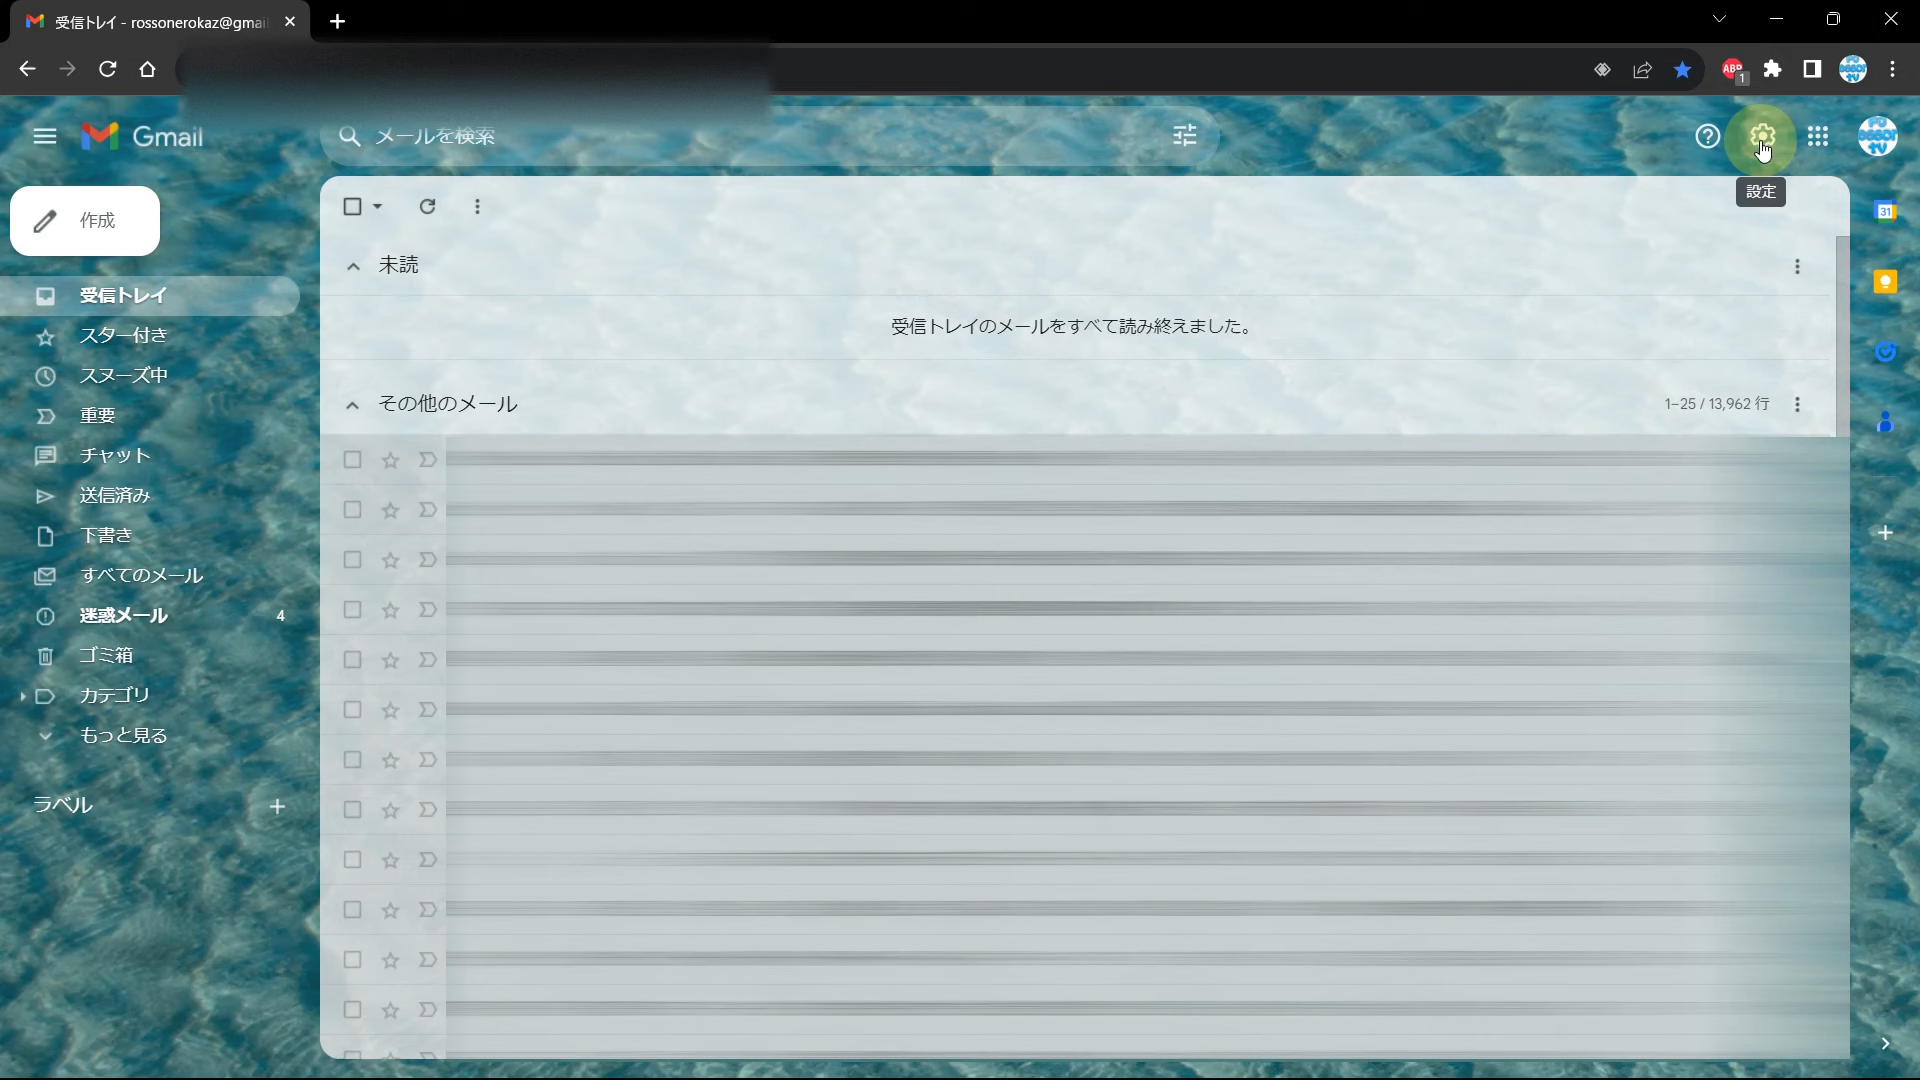 受信トレイ - rossonerokaz@gmai
ABP
1
Gmail
メールを検索
設定
作成
受信トレイ
スター付き
スヌーズ中
重要
チャット
送信済み
下書き
すべてのメール
迷惑メール 4
ゴミ箱
カテゴリ
もっと見る
ラベル
未読
受信トレイのメールをすべて読み終えました。
その他のメール 1–25 / 13,962 行
31